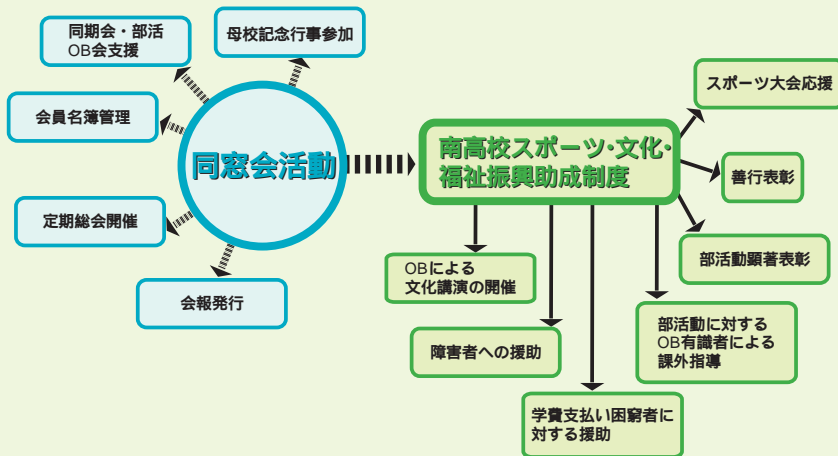 同期会・部活
OB会支援
母校記念行事参加
会員名簿管理
同窓会活動
定期総会開催
会報発行
南高校スポーツ・文化・
福祉振興助成制度
スポーツ大会応援
善行表彰
部活動顕著表彰
OBによる
文化講演の開催
障害者への援助
学費支払い困窮者に
対する援助
部活動に対する
OB有識者による
課外指導